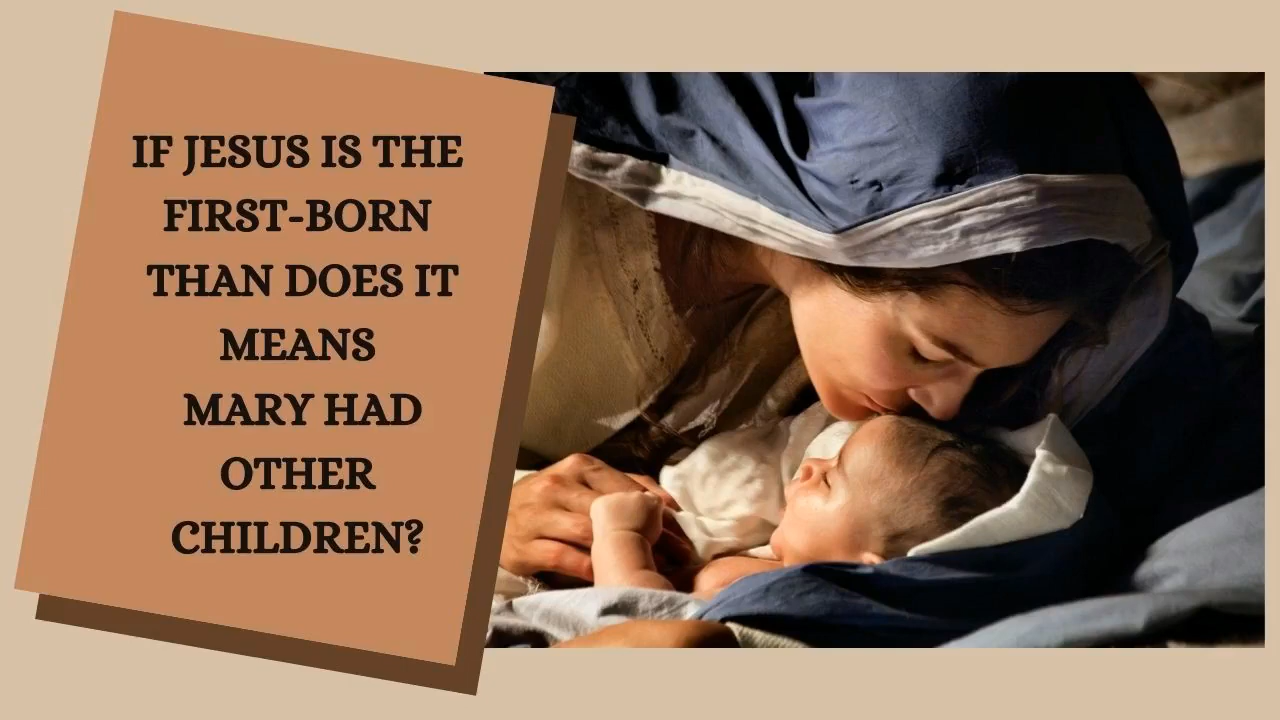 IF JESUS IS THE
FIRST-BORN
THAN DOES IT
MEANS
MARY HAD
OTHER
CHILDREN?